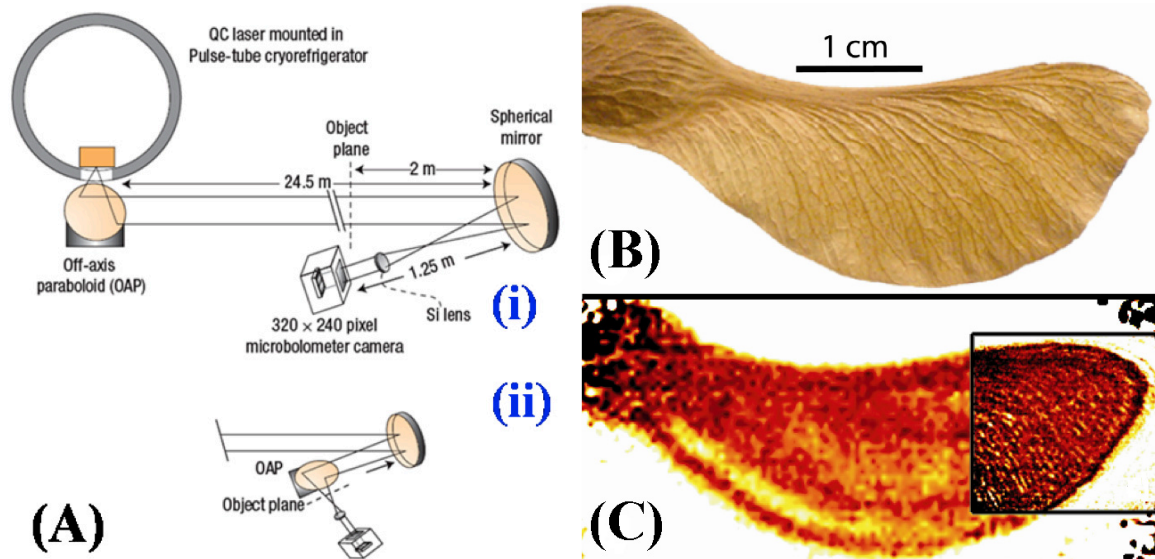 QC laser mounted in
Pulse-tube cryorefrigerator
Object
plane
Spherical
mirror
2 m
24.5 m
1.25 m
Off-axis
paraboloid (OAP)
Si lens
320 × 240 pixel
microbolometer camera
(i)
(ii)
OAP
Object plane
(A)
1 cm
(B)
(C)